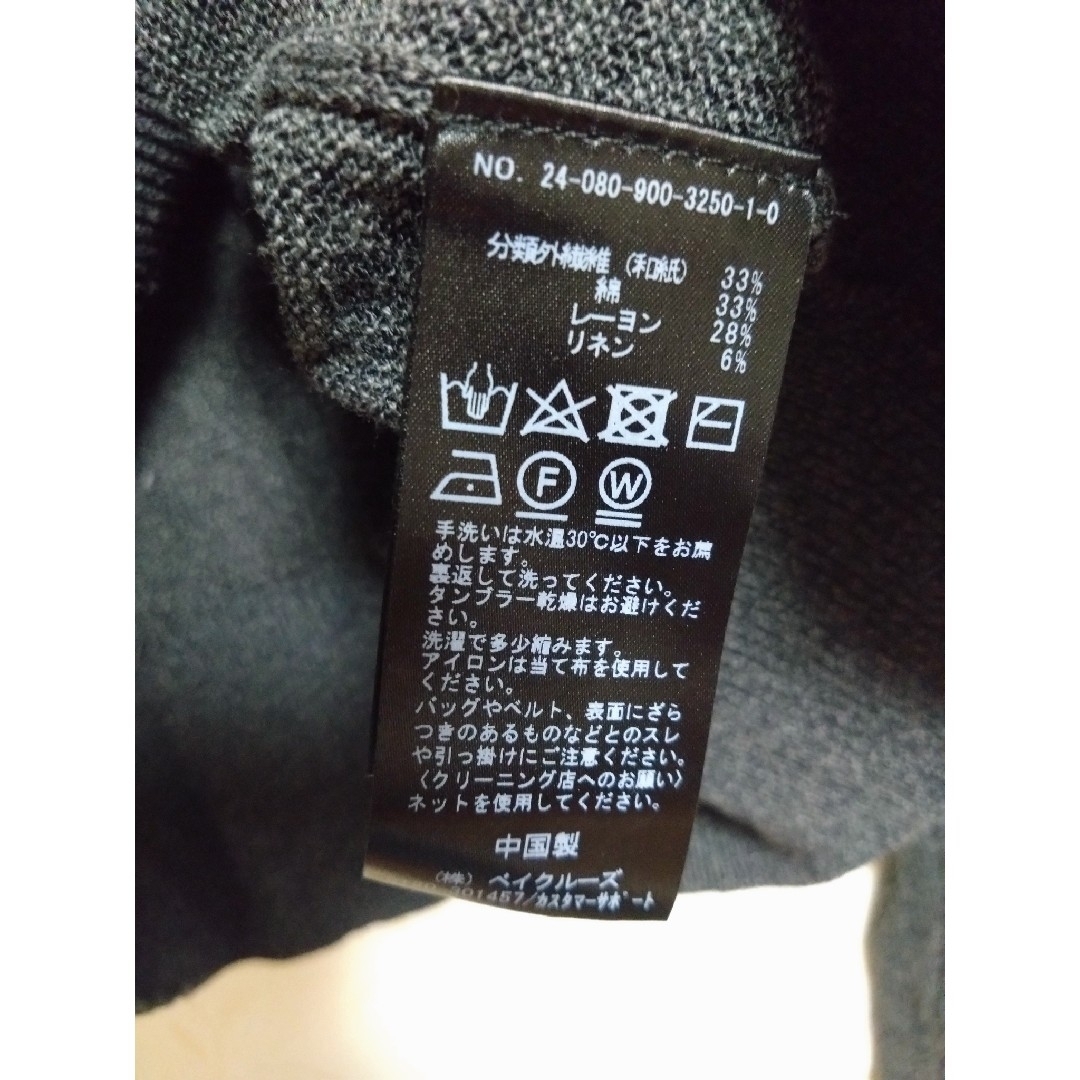 NO. 24-080-900-3250-1-0
分類外繊維 (和紙) 33%
綿 33%
レーヨン 28%
リネン 6%
F W
手洗いは水温30℃以下をお薦
めします。
裏返して洗ってください。
タンブラー乾燥はお避けくだ
さい。
洗濯で多少縮みます。
アイロンは当て布を使用して
ください。
バッグやベルト、表面にざら
つきのあるものなどとのスレ
や引っ掛けにご注意ください。
〈クリーニング店へのお願い〉
ネットを使用してください。
中国製
(株) ベイクルーズ
301457/カスタマーサポート